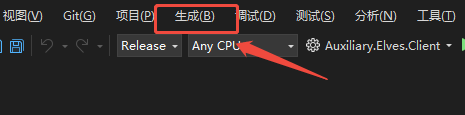 视图(V) Git(G) 项目(P) 生成(B) 调试(D) 测试(S) 分析(N) 工具(T)
Release Any CPU Auxiliary.Elves.Client